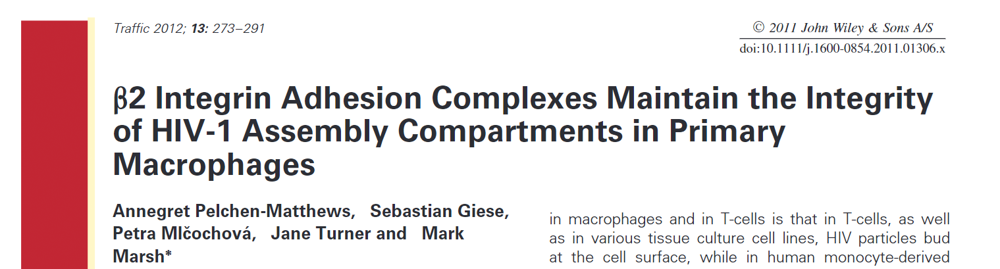 Traffic 2012; 13: 273–291
© 2011 John Wiley & Sons A/S
doi:10.1111/j.1600-0854.2011.01306.x
β2 Integrin Adhesion Complexes Maintain the Integrity
of HIV-1 Assembly Compartments in Primary
Macrophages
Annegret Pelchen-Matthews, Sebastian Giese,
Petra Mlčochová, Jane Turner and Mark
Marsh*
in macrophages and in T-cells is that in T-cells, as well
as in various tissue culture cell lines, HIV particles bud
at the cell surface, while in human monocyte-derived